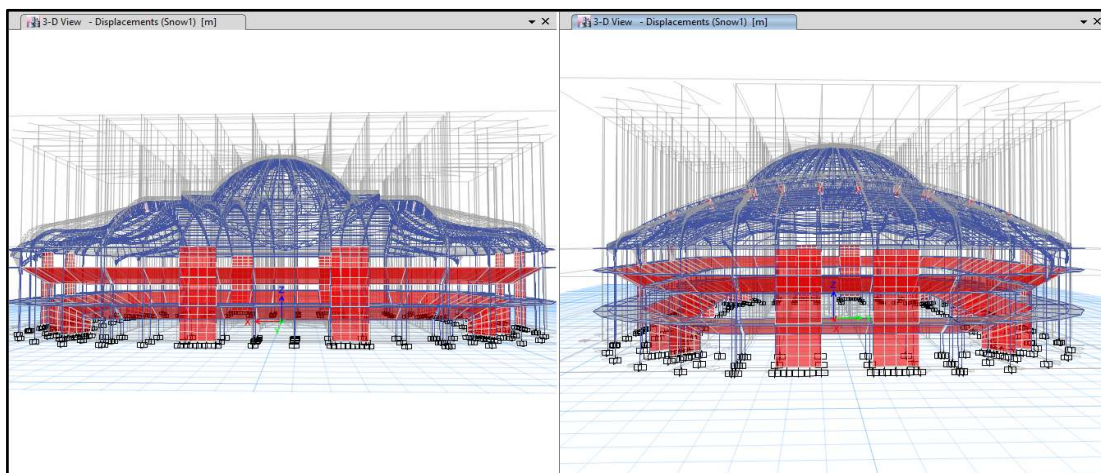 3-D View - Displacements (Snow1) [m]
3-D View - Displacements (Snow1) [m]
Z
X
Y
Z
X